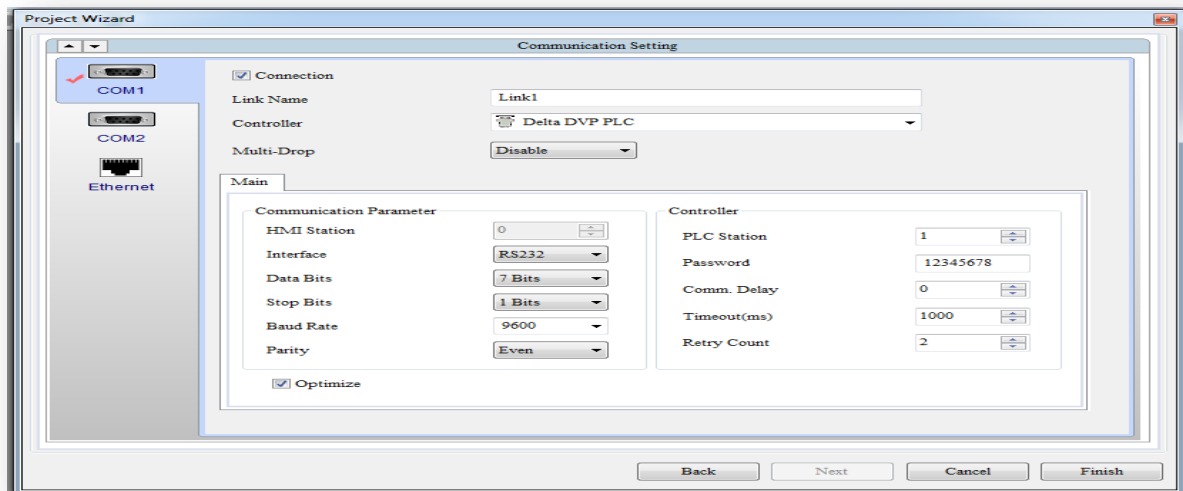 Project Wizard
Communication Setting
COM1
COM2
Ethernet
Connection
Link Name Link1
Controller Delta DVP PLC
Multi-Drop Disable
Main
Communication Parameter
HMI Station 0
Interface RS232
Data Bits 7 Bits
Stop Bits 1 Bits
Baud Rate 9600
Parity Even
Optimize
Controller
PLC Station 1
Password 12345678
Comm. Delay 0
Timeout(ms) 1000
Retry Count 2
Back Next Cancel Finish